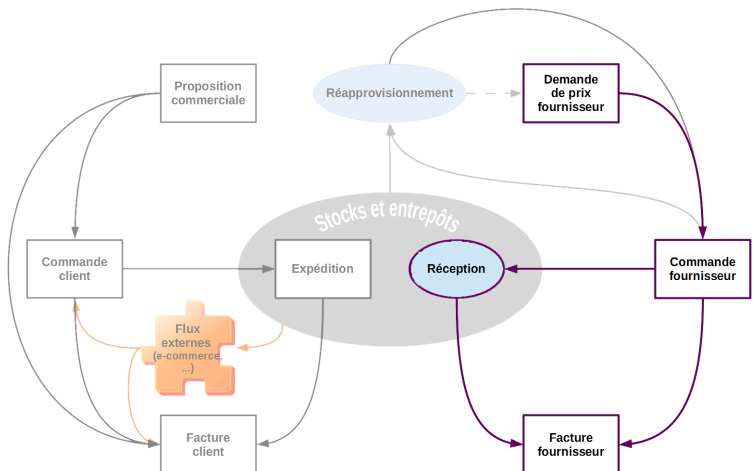 Proposition
commerciale
Réapprovisionnement
Demande
de prix
fournisseur
Stocks et entrepôts
Commande
client
Expédition
Réception
Commande
fournisseur
Flux
externes
(e-commerce,
...)
Facture
client
Facture
fournisseur